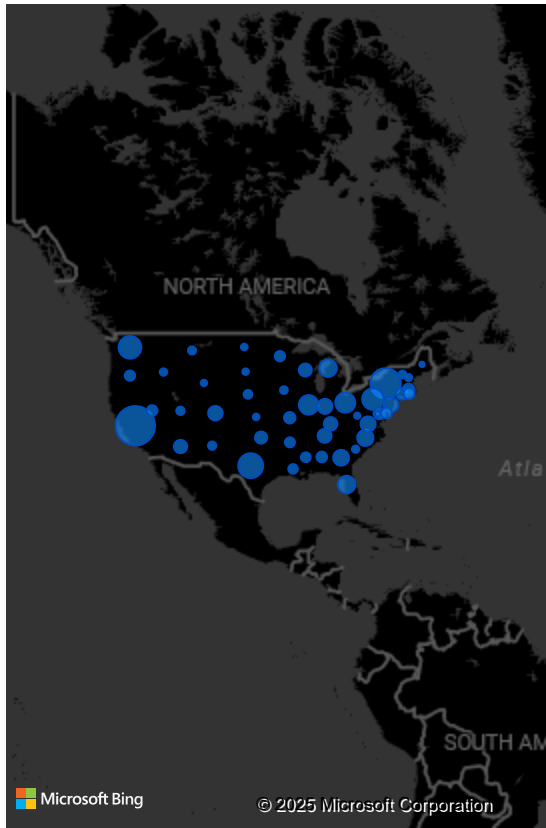 NORTH AMERICA
Atla
SOUTH AM
Microsoft Bing
© 2025 Microsoft Corporation